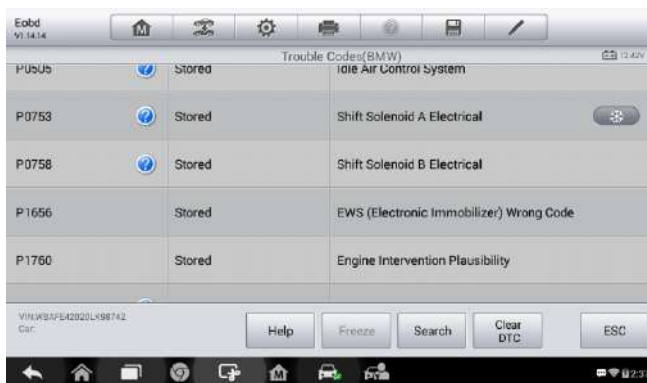 Eobd
V1.14.14
Trouble Codes(BMW)
12.42V
P0505 Stored Idle Air Control System
P0753 Stored Shift Solenoid A Electrical
P0758 Stored Shift Solenoid B Electrical
P1656 Stored EWS (Electronic Immobilizer) Wrong Code
P1760 Stored Engine Intervention Plausibility
Car:
Help
Freeze
Search
Clear
DTC
ESC